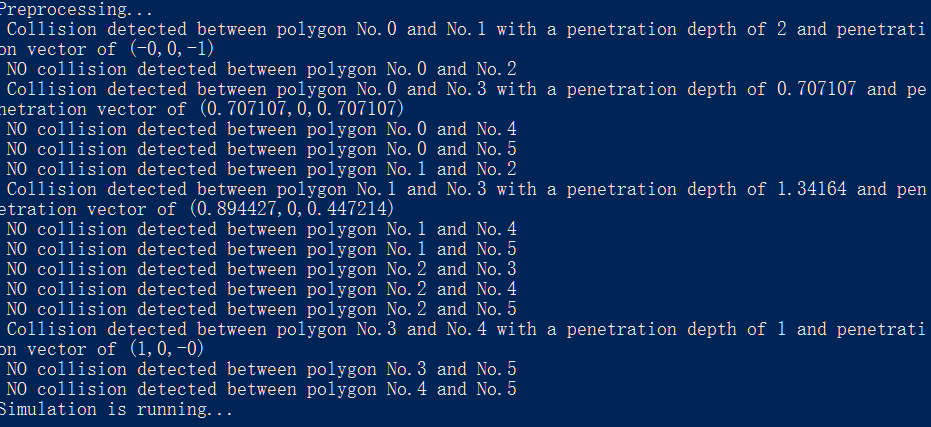 Preprocessing...
Collision detected between polygon No.0 and No.1 with a penetration depth of 2 and penetrati
on vector of (-0,0,-1)
NO collision detected between polygon No.0 and No.2
Collision detected between polygon No.0 and No.3 with a penetration depth of 0.707107 and pe
netration vector of (0.707107,0,0.707107)
NO collision detected between polygon No.0 and No.4
NO collision detected between polygon No.0 and No.5
NO collision detected between polygon No.1 and No.2
Collision detected between polygon No.1 and No.3 with a penetration depth of 1.34164 and pen
etration vector of (0.894427,0,0.447214)
NO collision detected between polygon No.1 and No.4
NO collision detected between polygon No.1 and No.5
NO collision detected between polygon No.2 and No.3
NO collision detected between polygon No.2 and No.4
NO collision detected between polygon No.2 and No.5
Collision detected between polygon No.3 and No.4 with a penetration depth of 1 and penetrati
on vector of (1,0,-0)
NO collision detected between polygon No.3 and No.5
NO collision detected between polygon No.4 and No.5
Simulation is running...